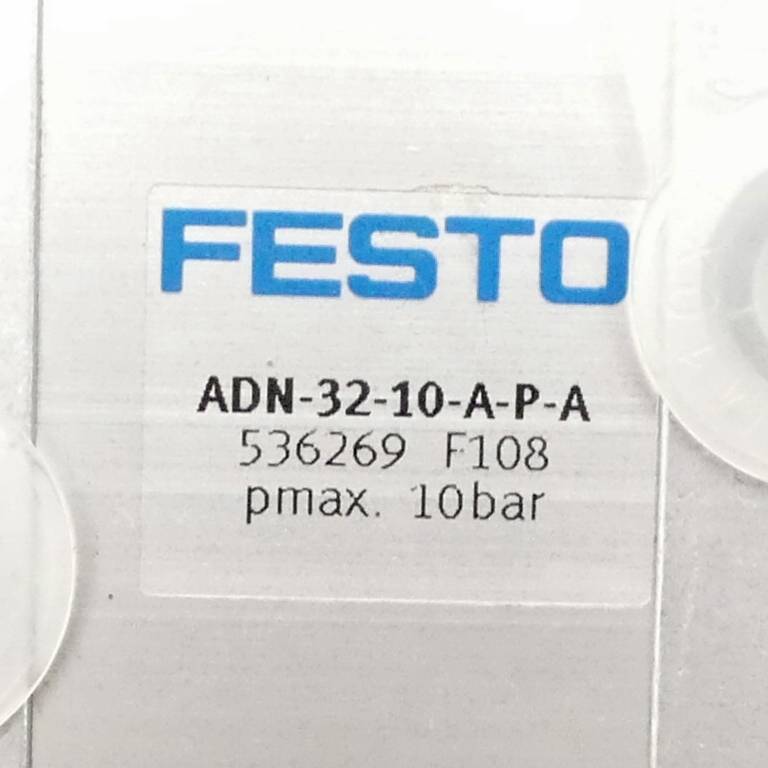 FESTO
ADN-32-10-A-P-A
536269 F108
pmax. 10bar